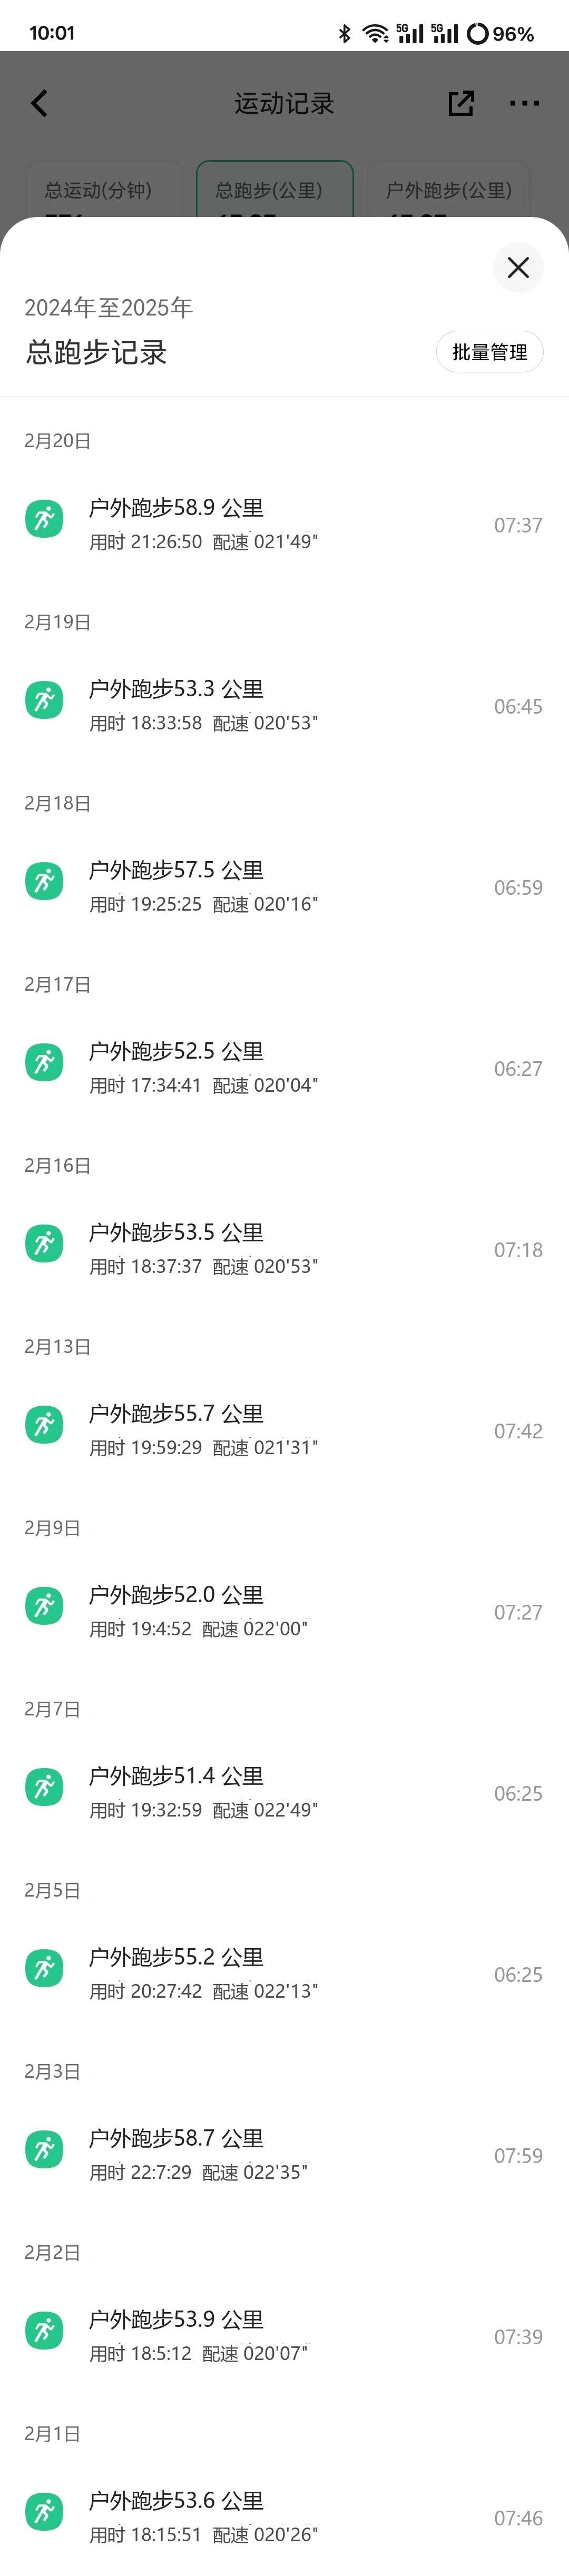 10:01
5G 5G 96%
运动记录
总运动(分钟) 总跑步(公里) 户外跑步(公里)
2024年至2025年
总跑步记录
批量管理
2月20日
户外跑步58.9 公里
用时 21:26:50 配速 021'49"
07:37
2月19日
户外跑步53.3 公里
用时 18:33:58 配速 020'53"
06:45
2月18日
户外跑步57.5 公里
用时 19:25:25 配速 020'16"
06:59
2月17日
户外跑步52.5 公里
用时 17:34:41 配速 020'04"
06:27
2月16日
户外跑步53.5 公里
用时 18:37:37 配速 020'53"
07:18
2月13日
户外跑步55.7 公里
用时 19:59:29 配速 021'31"
07:42
2月9日
户外跑步52.0 公里
用时 19:4:52 配速 022'00"
07:27
2月7日
户外跑步51.4 公里
用时 19:32:59 配速 022'49"
06:25
2月5日
户外跑步55.2 公里
用时 20:27:42 配速 022'13"
06:25
2月3日
户外跑步58.7 公里
用时 22:7:29 配速 022'35"
07:59
2月2日
户外跑步53.9 公里
用时 18:5:12 配速 020'07"
07:39
2月1日
户外跑步53.6 公里
用时 18:15:51 配速 020'26"
07:46